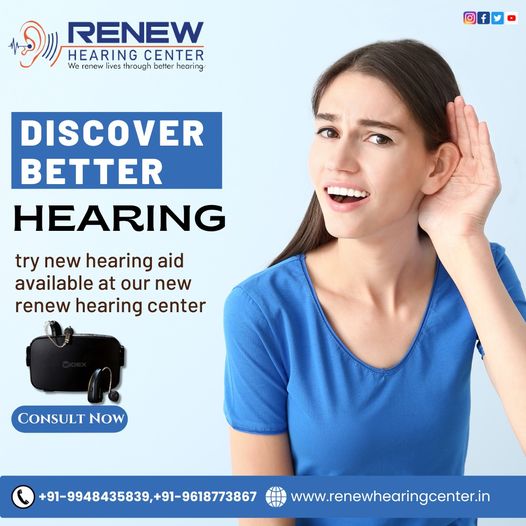 RENEW
HEARING CENTER
We renew lives through better hearing
DISCOVER
BETTER
HEARING
try new hearing aid
available at our new
renew hearing center
WIDEX
CONSULT NOW
+91-9948435839,+91-9618773867
www.renewhearingcenter.in